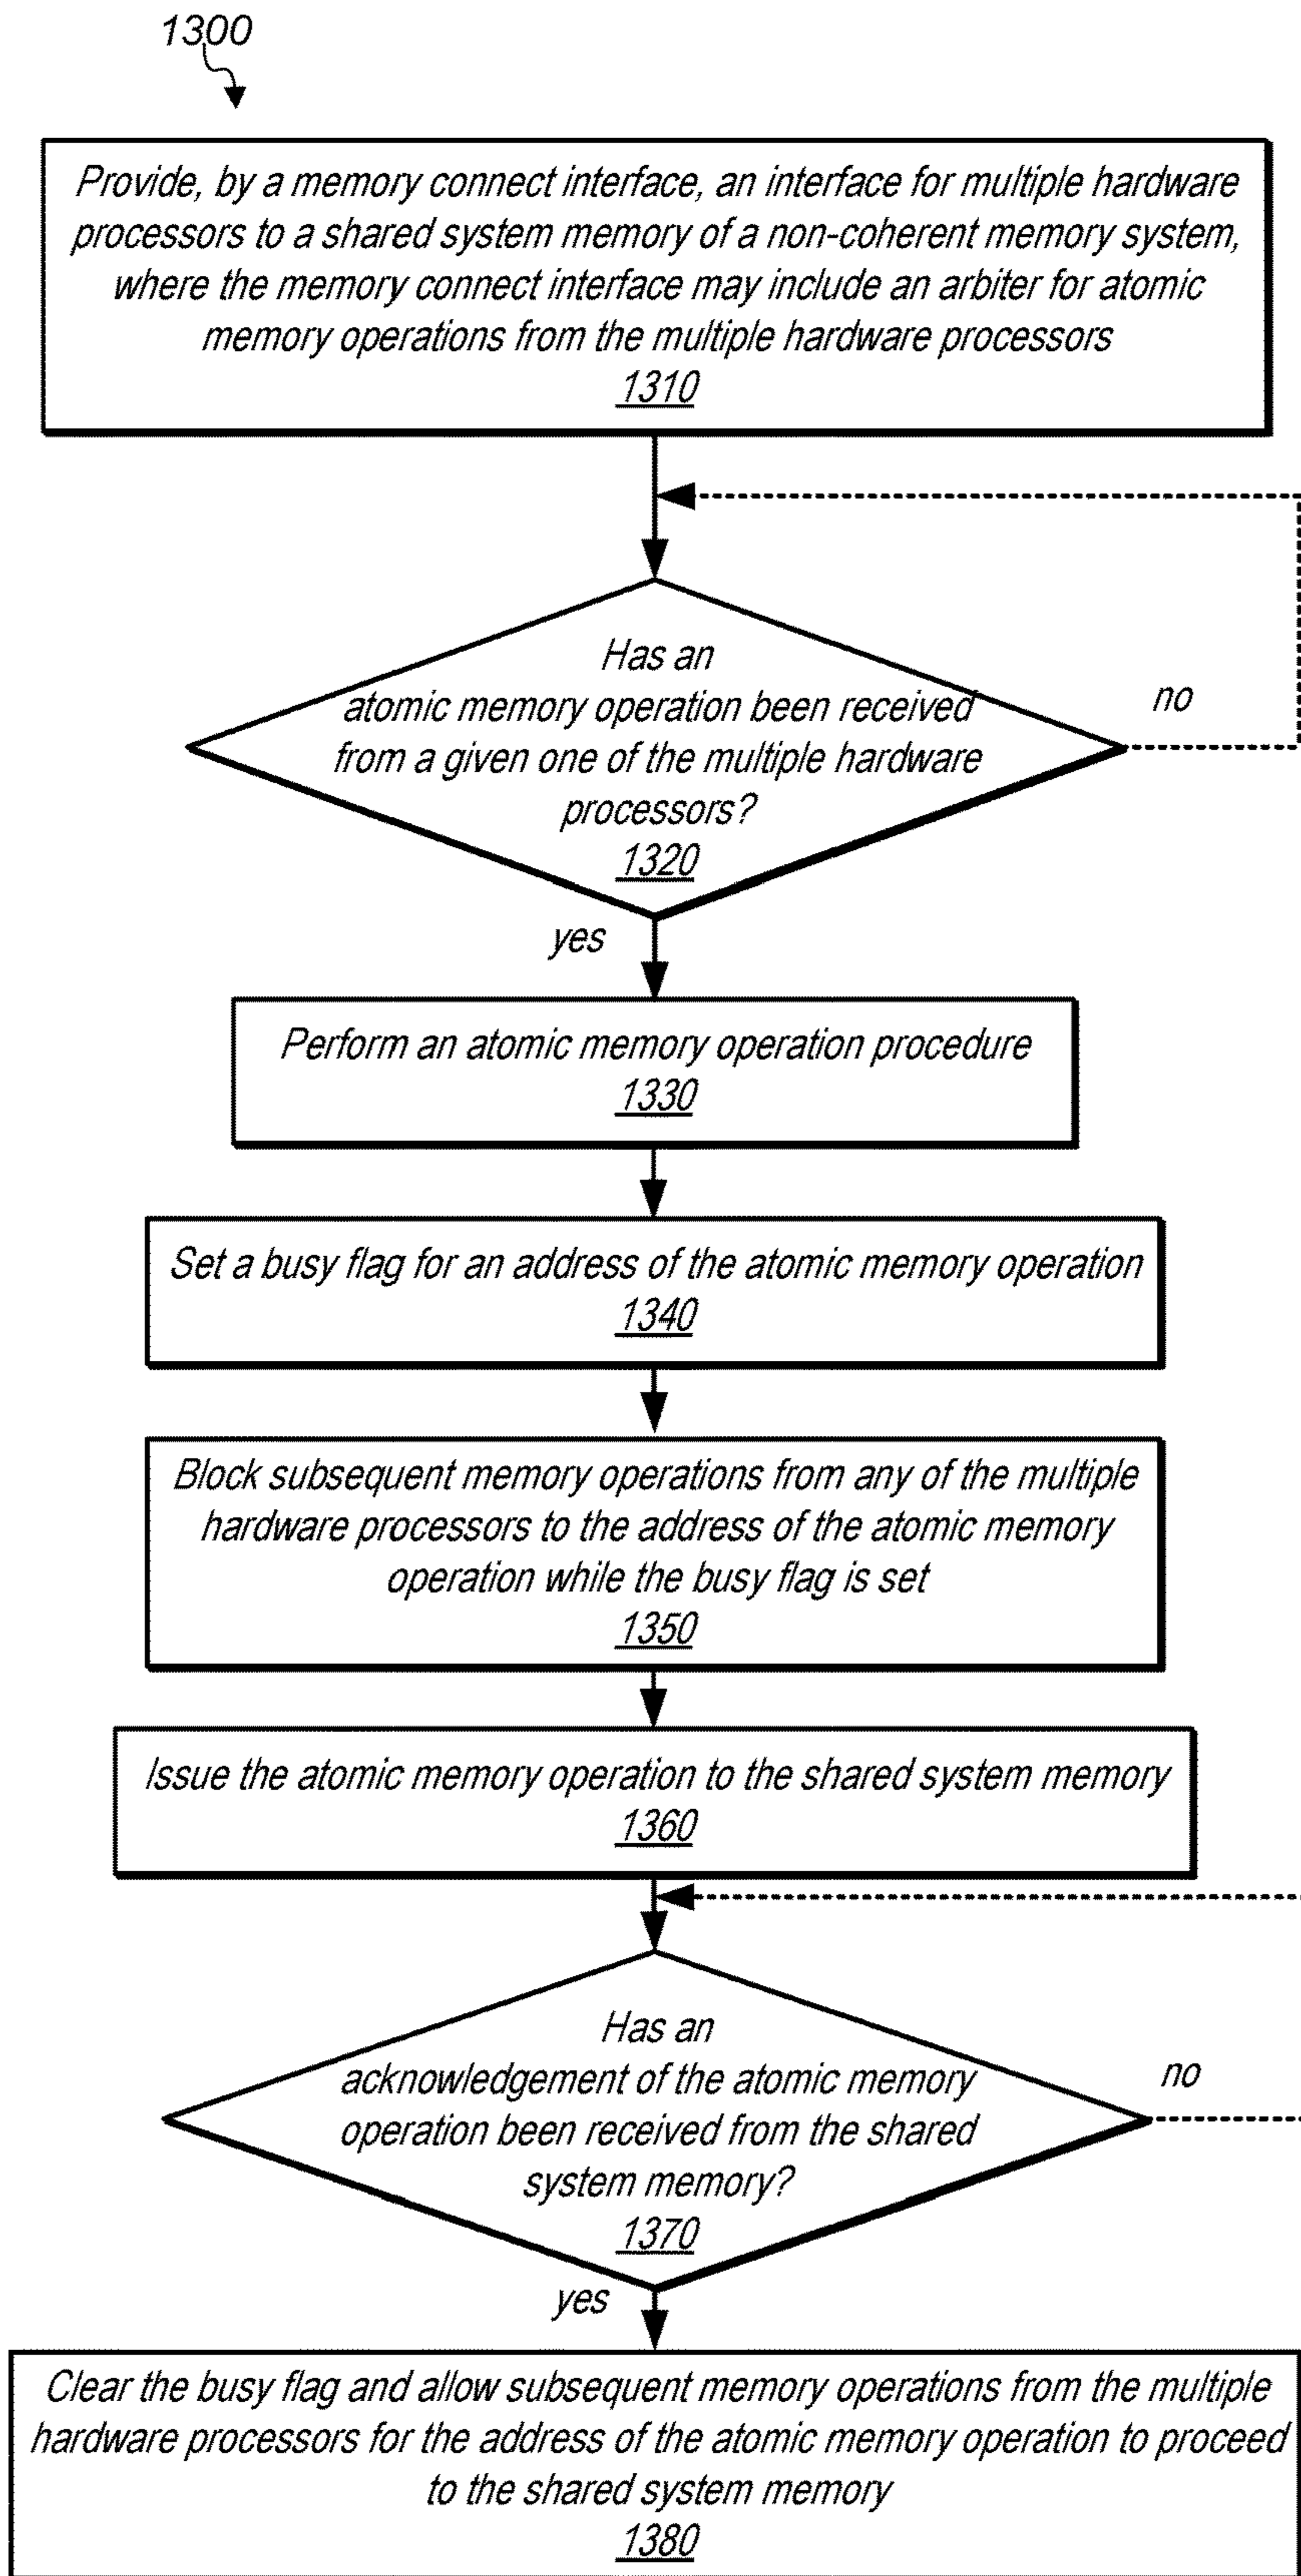 1300
Provide, by a memory connect interface, an interface for multiple hardware
processors to a shared system memory of a non-coherent memory system,
where the memory connect interface may include an arbiter for atomic
memory operations from the multiple hardware processors
1310
Has an
atomic memory operation been received
from a given one of the multiple hardware
processors?
1320
no
yes
Perform an atomic memory operation procedure
1330
Set a busy flag for an address of the atomic memory operation
1340
Block subsequent memory operations from any of the multiple
hardware processors to the address of the atomic memory
operation while the busy flag is set
1350
Issue the atomic memory operation to the shared system memory
1360
Has an
acknowledgement of the atomic memory
operation been received from the shared
system memory?
1370
no
yes
Clear the busy flag and allow subsequent memory operations from the multiple
hardware processors for the address of the atomic memory operation to proceed
to the shared system memory
1380